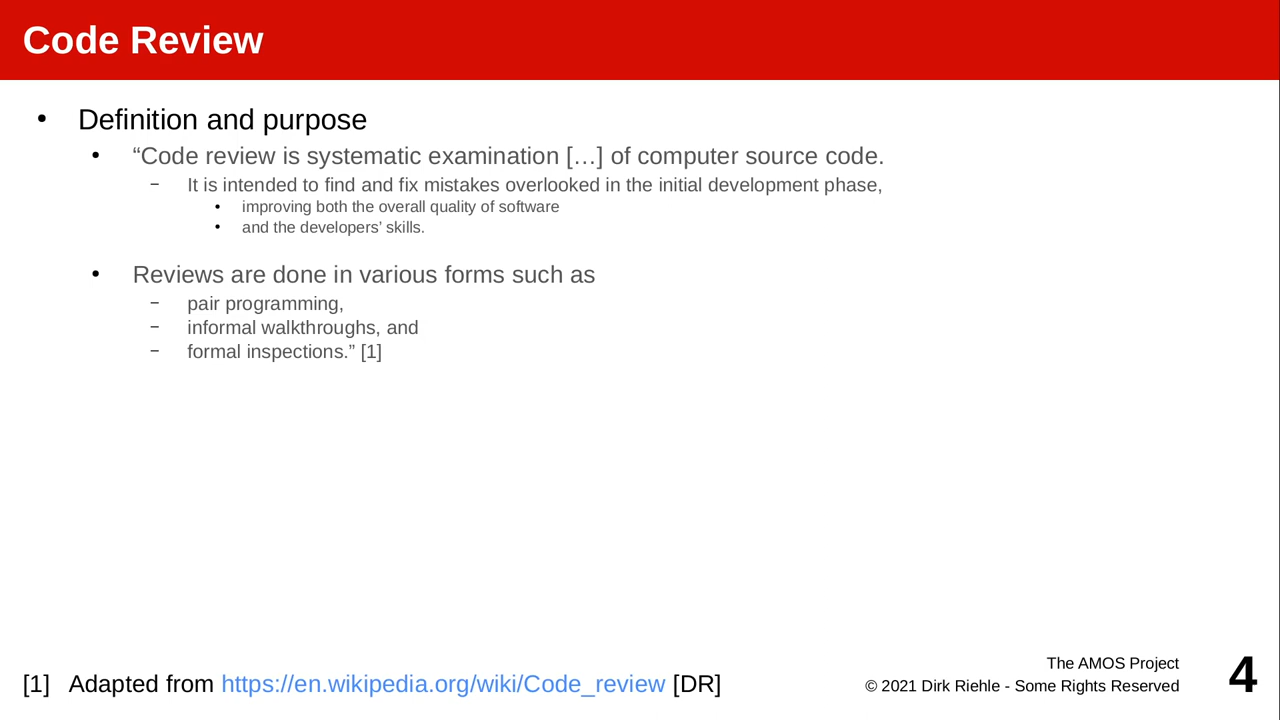 Code Review
• Definition and purpose
• “Code review is systematic examination […] of computer source code.
– It is intended to find and fix mistakes overlooked in the initial development phase,
• improving both the overall quality of software
• and the developers’ skills.
• Reviews are done in various forms such as
– pair programming,
– informal walkthroughs, and
– formal inspections.” [1]
[1] Adapted from https://en.wikipedia.org/wiki/Code_review [DR]
The AMOS Project
© 2021 Dirk Riehle - Some Rights Reserved
4